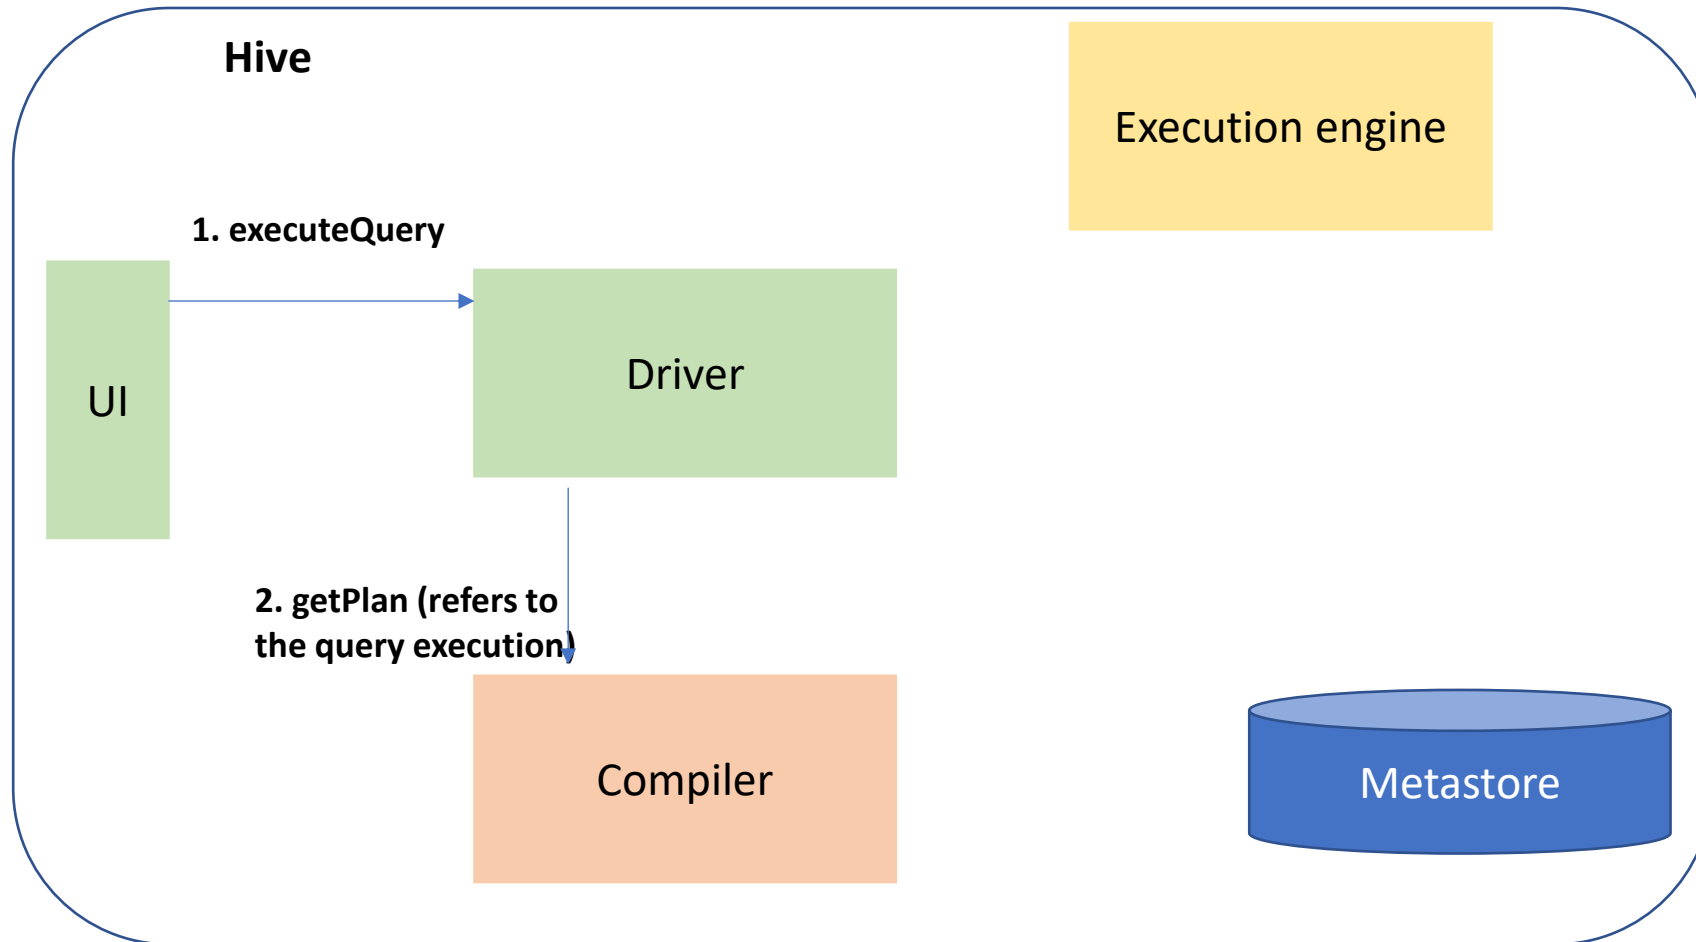 Hive
Execution engine
1. executeQuery
UI
Driver
2. getPlan (refers to
the query execution)
Compiler
Metastore